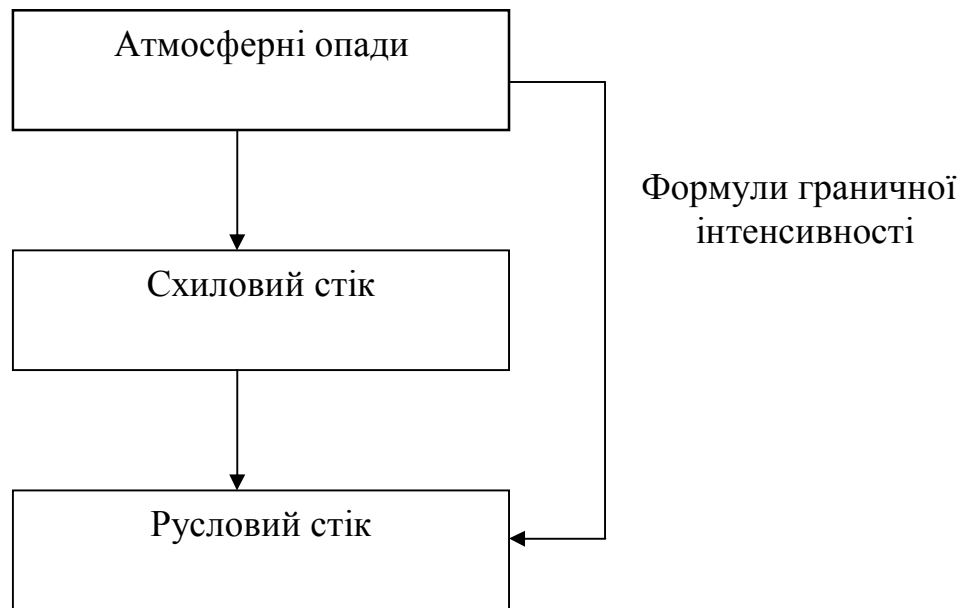 Атмосферні опади
Формули граничної
інтенсивності
Схиловий стік
Русловий стік